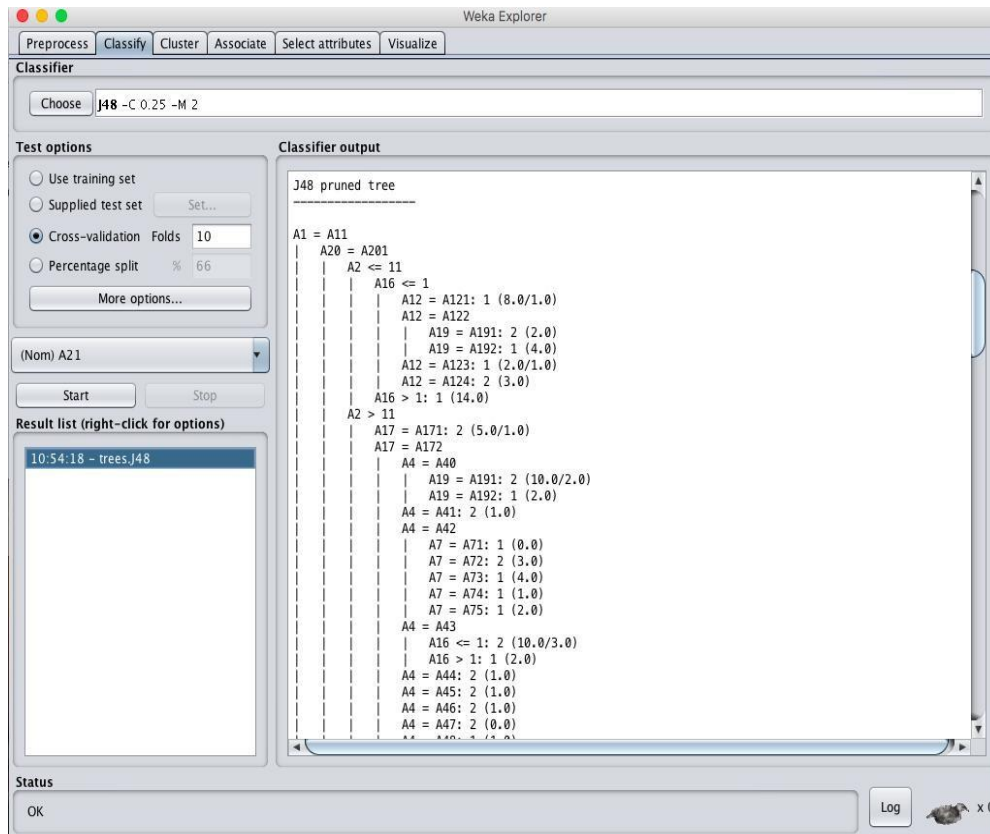 Weka Explorer
Preprocess Classify Cluster Associate Select attributes Visualize
Classifier
Choose J48 -C 0.25 -M 2
Test options
Use training set
Supplied test set Set...
Cross-validation Folds 10
Percentage split % 66
More options...
(Nom) A21
Start Stop
Result list (right-click for options)
10:54:18 - trees.J48
Classifier output
J48 pruned tree
------------------
A1 = A11
|   A20 = A201
|   |   A2 <= 11
|   |   |   A16 <= 1
|   |   |   |   A12 = A121: 1 (8.0/1.0)
|   |   |   |   A12 = A122
|   |   |   |   |   A19 = A191: 2 (2.0)
|   |   |   |   |   A19 = A192: 1 (4.0)
|   |   |   |   A12 = A123: 1 (2.0/1.0)
|   |   |   |   A12 = A124: 2 (3.0)
|   |   |   A16 > 1: 1 (14.0)
|   |   A2 > 11
|   |   |   A17 = A171: 2 (5.0/1.0)
|   |   |   A17 = A172
|   |   |   |   A4 = A40
|   |   |   |   |   A19 = A191: 2 (10.0/2.0)
|   |   |   |   |   A19 = A192: 1 (2.0)
|   |   |   |   A4 = A41: 2 (1.0)
|   |   |   |   A4 = A42
|   |   |   |   |   A7 = A71: 1 (0.0)
|   |   |   |   |   A7 = A72: 2 (3.0)
|   |   |   |   |   A7 = A73: 1 (4.0)
|   |   |   |   |   A7 = A74: 1 (1.0)
|   |   |   |   |   A7 = A75: 1 (2.0)
|   |   |   |   A4 = A43
|   |   |   |   |   A16 <= 1: 2 (10.0/3.0)
|   |   |   |   |   A16 > 1: 1 (2.0)
|   |   |   |   A4 = A44: 2 (1.0)
|   |   |   |   A4 = A45: 2 (1.0)
|   |   |   |   A4 = A46: 2 (1.0)
|   |   |   |   A4 = A47: 2 (0.0)
Status
OK
Log x